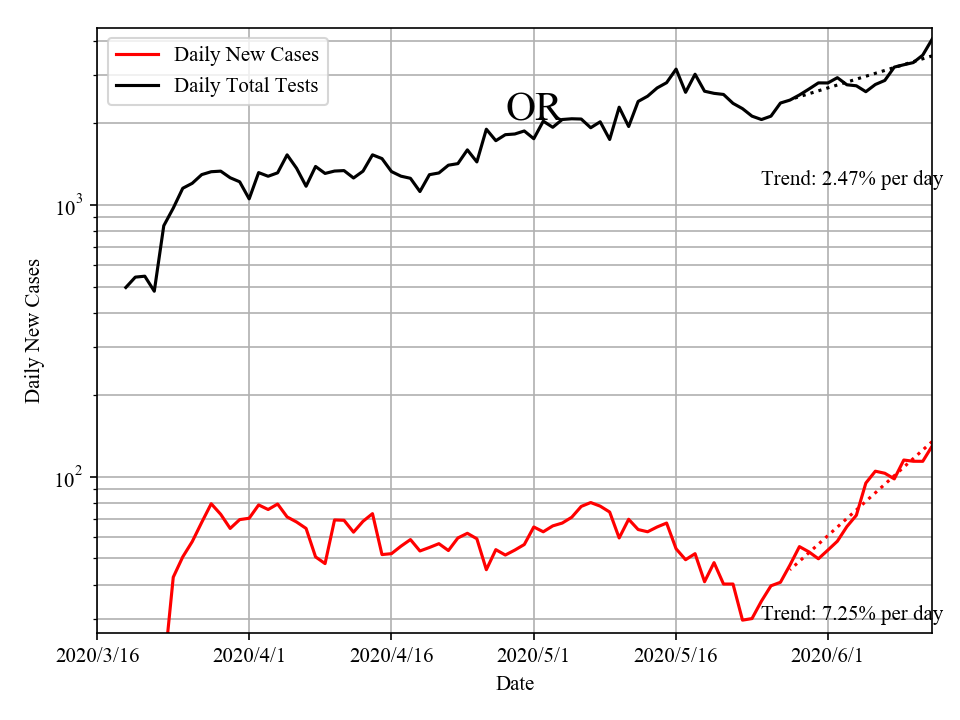 Daily New Cases
Daily Total Tests
OR
Trend: 2.47% per day
10³
Daily New Cases
10²
Trend: 7.25% per day
2020/3/16 2020/4/1 2020/4/16 2020/5/1 2020/5/16 2020/6/1
Date